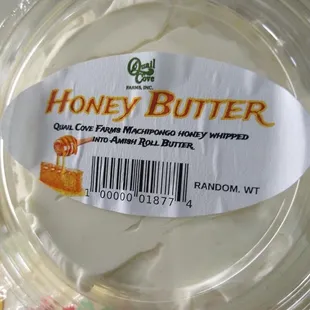 Quail
Cove
FARMS, INC.
HONEY BUTTER
QUAIL COVE FARMS MACHIPONGO HONEY WHIPPED
INTO AMISH ROLL BUTTER
RANDOM. WT
1 00000 01877 4